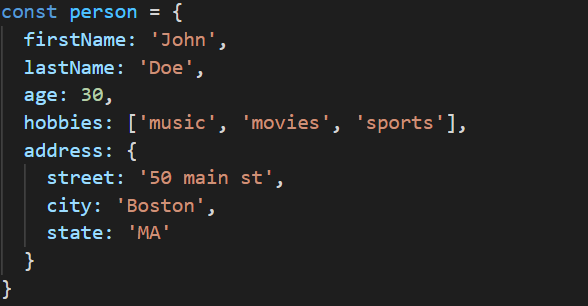 const person = {
  firstName: 'John',
  lastName: 'Doe',
  age: 30,
  hobbies: ['music', 'movies', 'sports'],
  address: {
    street: '50 main st',
    city: 'Boston',
    state: 'MA'
  }
}